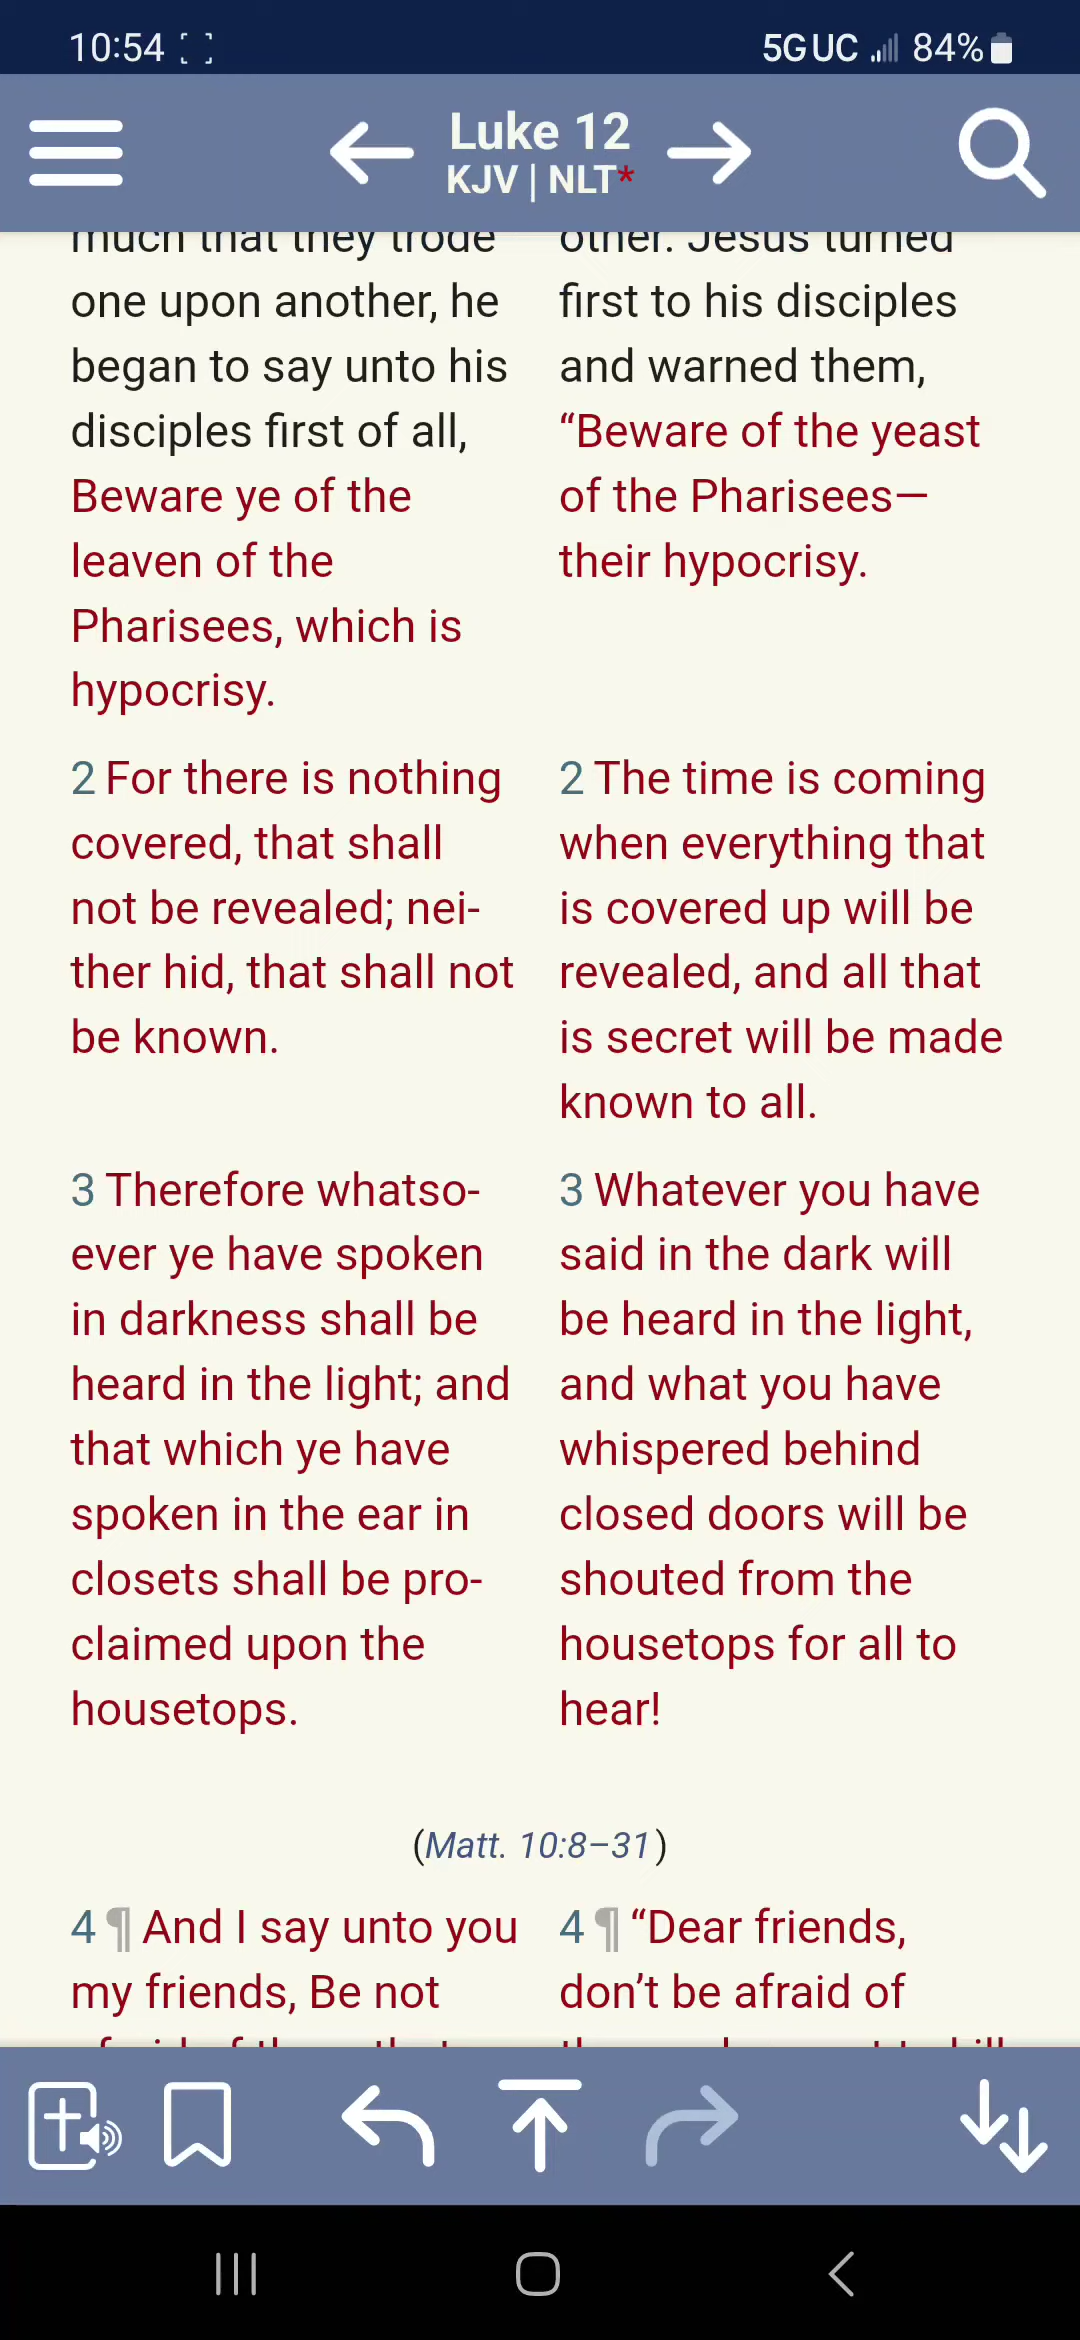 10:54
5G UC 84%
Luke 12
KJV | NLT*
much that they trode
one upon another, he
began to say unto his
disciples first of all,
Beware ye of the
leaven of the
Pharisees, which is
hypocrisy.
other. Jesus turned
first to his disciples
and warned them,
“Beware of the yeast
of the Pharisees—
their hypocrisy.
2 For there is nothing
covered, that shall
not be revealed; nei-
ther hid, that shall not
be known.
2 The time is coming
when everything that
is covered up will be
revealed, and all that
is secret will be made
known to all.
3 Therefore whatso-
ever ye have spoken
in darkness shall be
heard in the light; and
that which ye have
spoken in the ear in
closets shall be pro-
claimed upon the
housetops.
3 Whatever you have
said in the dark will
be heard in the light,
and what you have
whispered behind
closed doors will be
shouted from the
housetops for all to
hear!
(Matt. 10:8–31)
4 ¶ And I say unto you
my friends, Be not
4 ¶ “Dear friends,
don’t be afraid of